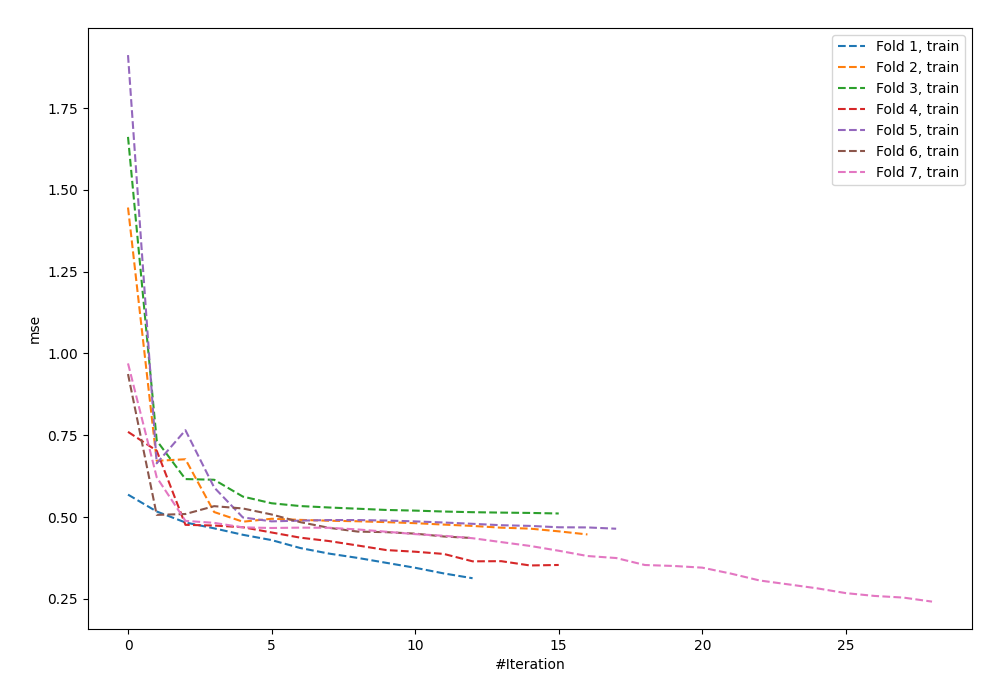 Fold 1, train
Fold 2, train
Fold 3, train
Fold 4, train
Fold 5, train
Fold 6, train
Fold 7, train
1.75
1.50
1.25
1.00
0.75
0.50
0.25
mse
0 5 10 15 20 25
#Iteration